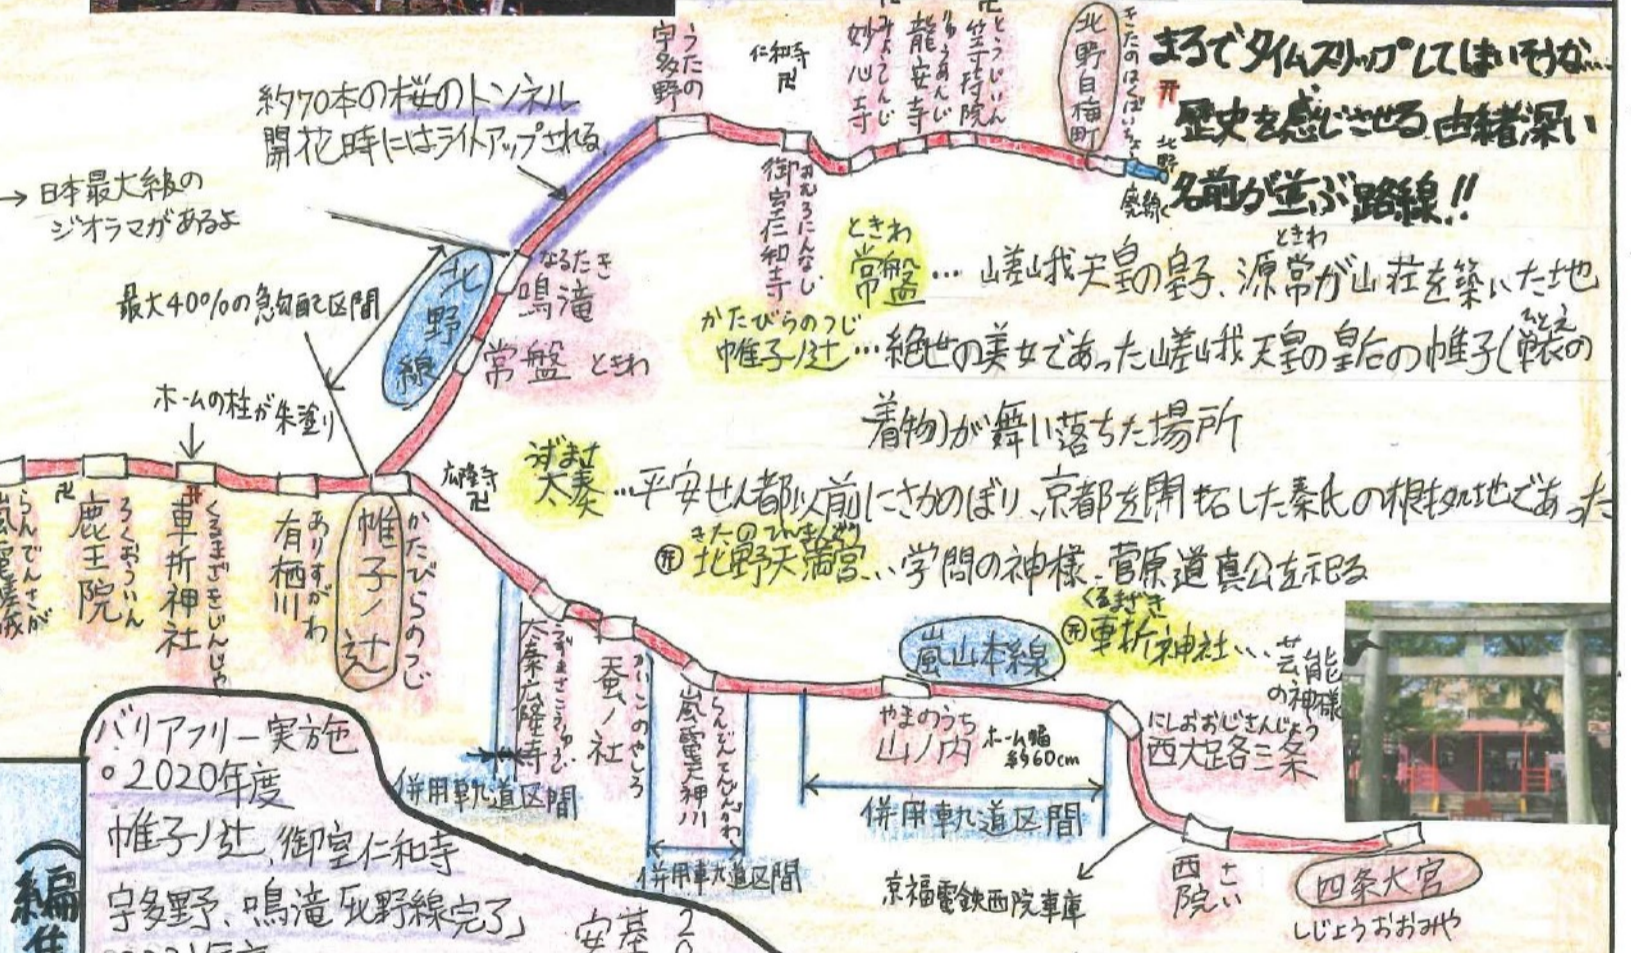 まるでタイムスリップしてしまいそうな…
歴史を感じさせる由緒深い
名前が並ぶ路線!!
きたのはくばいちょう
北野白梅町
北野
廃線
とうじいん
等持院
りょうあんじ
龍安寺
みょうしんじ
妙心寺
仁和寺
おむろにんなじ
御室仁和寺
うたの
宇多野
約70本の桜のトンネル
開花時にはライトアップされる
→日本最大級の
ジオラマがあるよ
最大40‰の急勾配区間
北野線
なるたき
鳴滝
常盤 ときわ
ホームの柱が朱塗り
ときわ
常盤…嵯峨天皇の皇子、源常が山荘を築いた地
ときわ
かたびらのつじ
帷子ノ辻…絶世の美女であった嵯峨天皇の皇后の帷子(単衣の
ひとえ
着物)が舞い落ちた場所
うずまさ
太秦…平安せん都以前にさかのぼり、京都を開拓した秦氏の根拠地であった
きたのてんまんぐう
北野天満宮…学問の神様、菅原道真公を祀る
くるまざき
車折神社…芸能の神様
広隆寺
らんでんさが
嵐電嵯峨
ろくおういん
鹿王院
くるまざきじんじゃ
車折神社
ありすがわ
有栖川
かたびらのつじ
帷子ノ辻
うずまさこうりゅうじ
太秦広隆寺
かいこのやしろ
蚕ノ社
らんでんてんじんがわ
嵐電天神川
嵐山本線
やまのうち
山ノ内
ホーム幅
約60cm
にしおおじさんじょう
西大路三条
さい
西院
四条大宮
しじょうおおみや
併用軌道区間
併用軌道区間
併用軌道区間
京福電鉄西院車庫
バリアフリー実施
○2020年度
帷子ノ辻、御室仁和寺
宇多野、鳴滝「北野線完了」